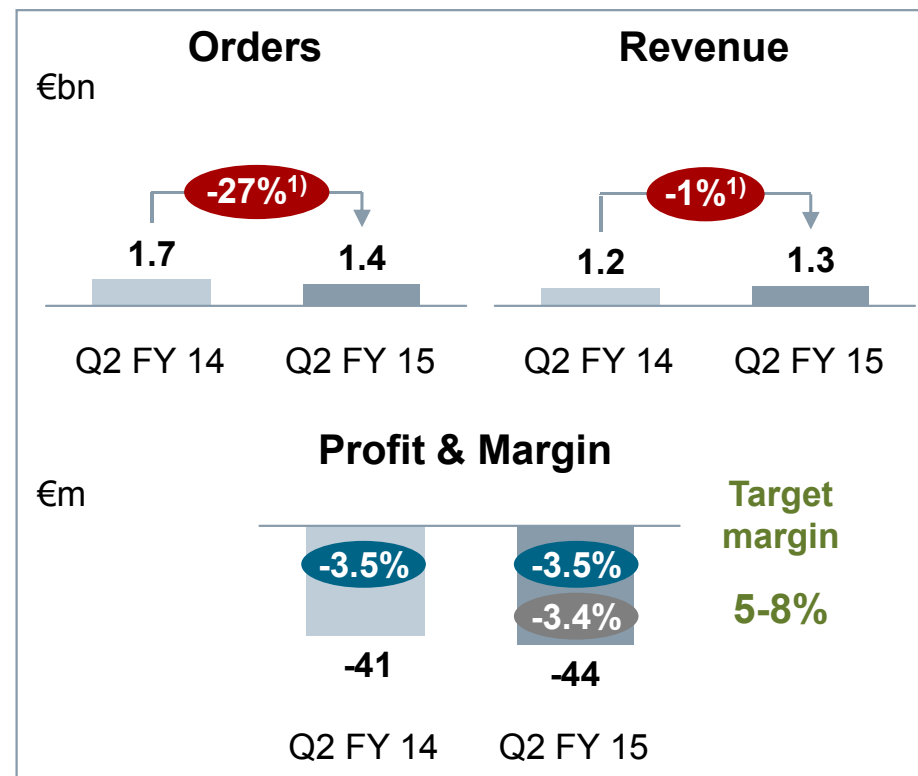 Orders
Revenue
€bn
-27%1)
-1%1)
1.7
1.4
1.2
1.3
Q2 FY 14
Q2 FY 15
Q2 FY 14
Q2 FY 15
Profit & Margin
€m
Target
margin
-3.5%
-3.5%
-3.4%
5-8%
-41
-44
Q2 FY 14
Q2 FY 15